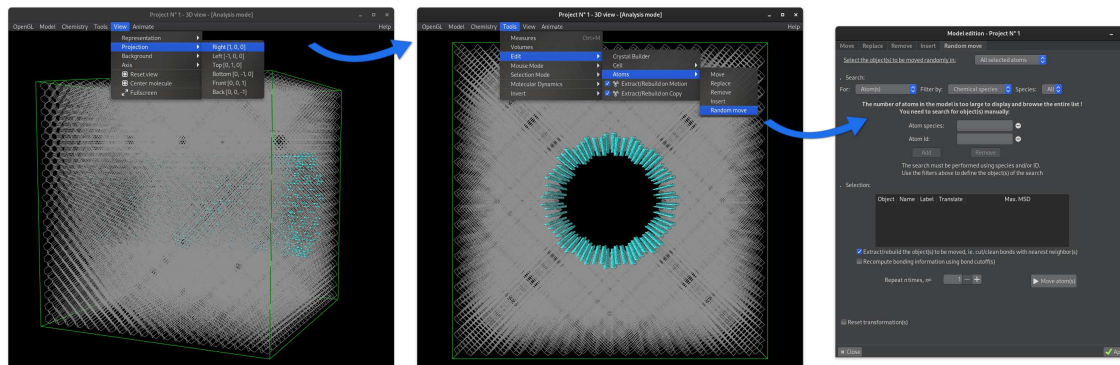 Project N°1 - 3D view - [Analysis mode]
OpenGL Model Chemistry Tools View Animate Help
Representation
Projection
Background
Axis
Reset view
Center molecule
Fullscreen
Right [1, 0, 0]
Left [-1, 0, 0]
Top [0, 1, 0]
Bottom [0, -1, 0]
Front [0, 0, 1]
Back [0, 0, -1]
Project N°1 - 3D view - [Analysis mode]
OpenGL Model Chemistry Tools View Animate Help
Measures Ctrl+M
Volumes
Edit
Mouse Mode
Selection Mode
Molecular Dynamics
Invert
Crystal Builder
Cell
Atoms
Extract/Rebuild on Motion
Extract/Rebuild on Copy
Move
Replace
Remove
Insert
Random move
Model edition - Project N°1
Move Replace Remove Insert Random move
Select the object(s) to be moved randomly in: All selected atoms
. Search:
For: Atom(s) Filter by: Chemical species Species: All
The number of atoms in the model is too large to display and browse the entire list !
You need to search for object(s) manually:
Atom species:
Atom Id:
Add Remove
The search must be performed using species and/or ID.
Use the filters above to define the object(s) of the search
. Selection:
Object Name Label Translate Max. MSD
Extract/rebuild the object(s) to be moved, ie. cut/clean bonds with nearest neighbor(s)
Recompute bonding information using bond cutoff(s)
Repeat n times, n= 1 - + Move atom(s)
Reset transformation(s)
Close